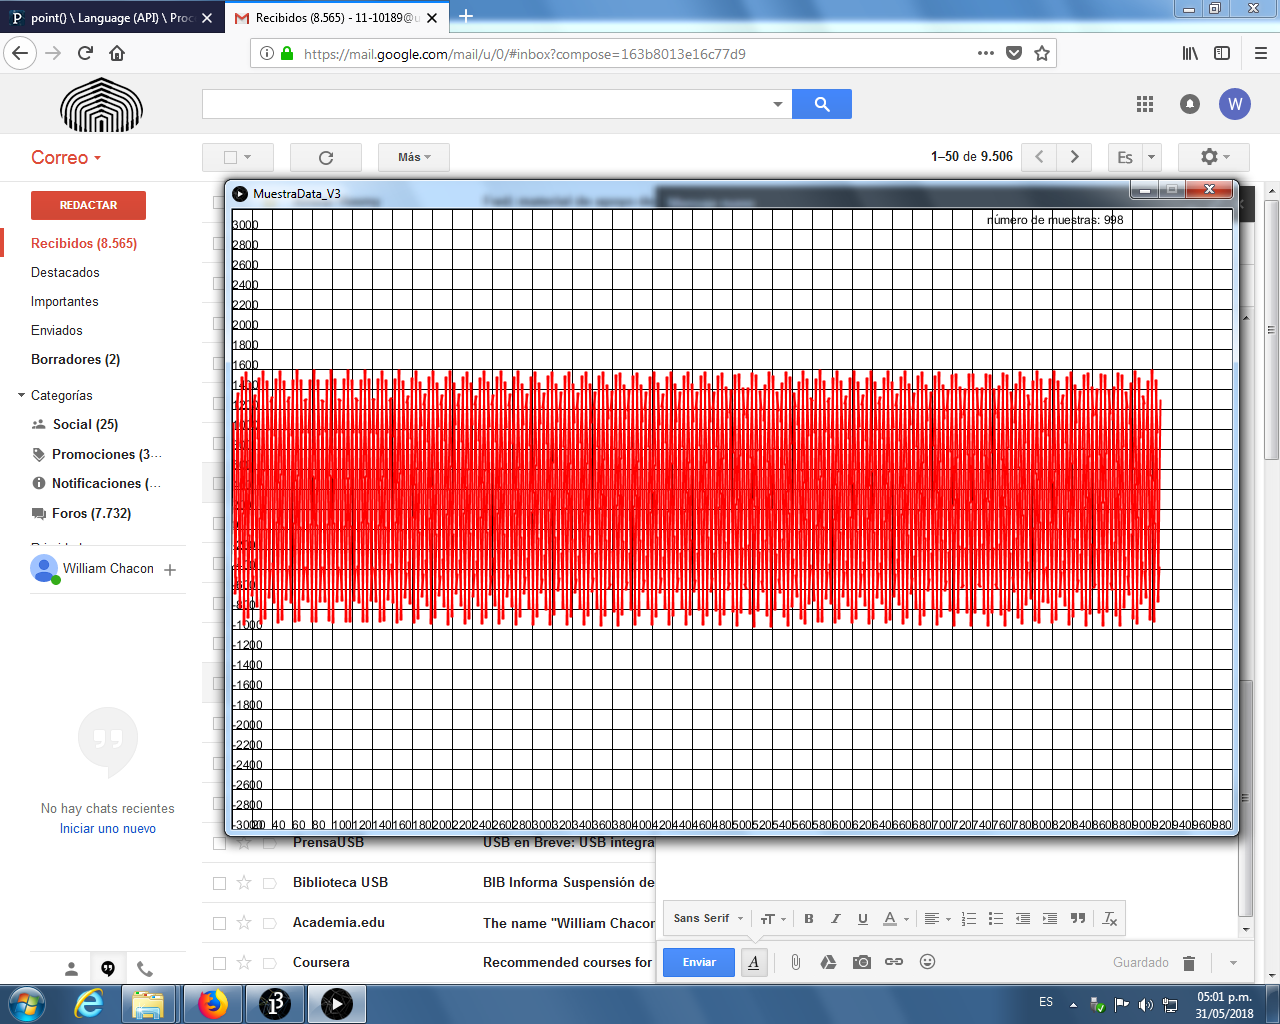 point() \ Language (API) \ Proc
Recibidos (8.565) - 11-10189@u
https://mail.google.com/mail/u/0/#inbox?compose=163b8013e16c77d9
W
Correo
Más
1–50 de 9.506
Es
REDACTAR
Recibidos (8.565)
Destacados
Importantes
Enviados
Borradores (2)
Categorías
Social (25)
Promociones (3…
Notificaciones (…
Foros (7.732)
William Chacon
No hay chats recientes
Iniciar uno nuevo
MuestraData_V3
número de muestras: 998
3000
2800
2600
2400
2200
2000
1800
1600
1400
1200
1000
-800
-1000
-1200
-1400
-1600
-1800
-2000
-2200
-2400
-2600
-2800
-3000 20 40 60 80 100 120 140 160 180 200 220 240 260 280 300 320 340 360 380 400 420 440 460 480 500 520 540 560 580 600 620 640 660 680 700 720 740 760 780 800 820 840 860 880 900 920 940 960 980
PrensaUSB USB en Breve: USB integra
Biblioteca USB BIB Informa Suspensión de
Academia.edu The name "William Chacon
Coursera Recommended courses for
Sans Serif
Enviar
Guardado
ES
05:01 p.m.
31/05/2018